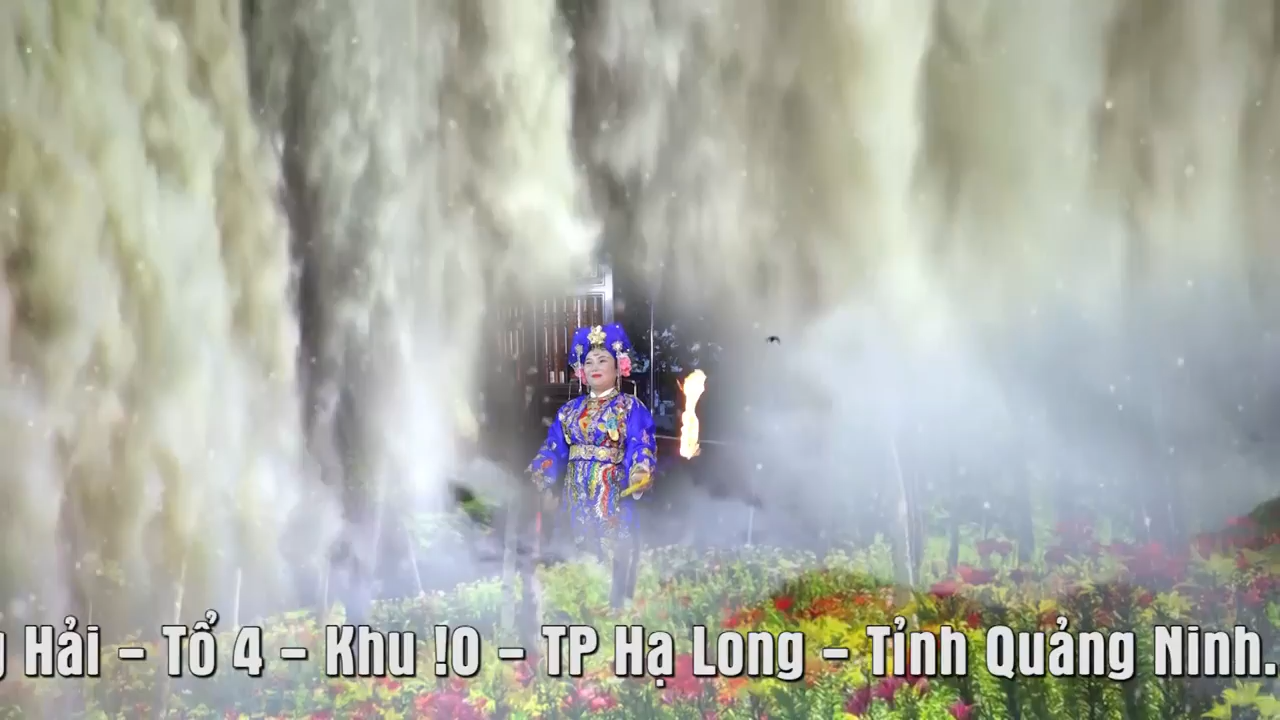 Hải – Tổ 4 – Khu !0 – TP Hạ Long – Tỉnh Quảng Ninh.